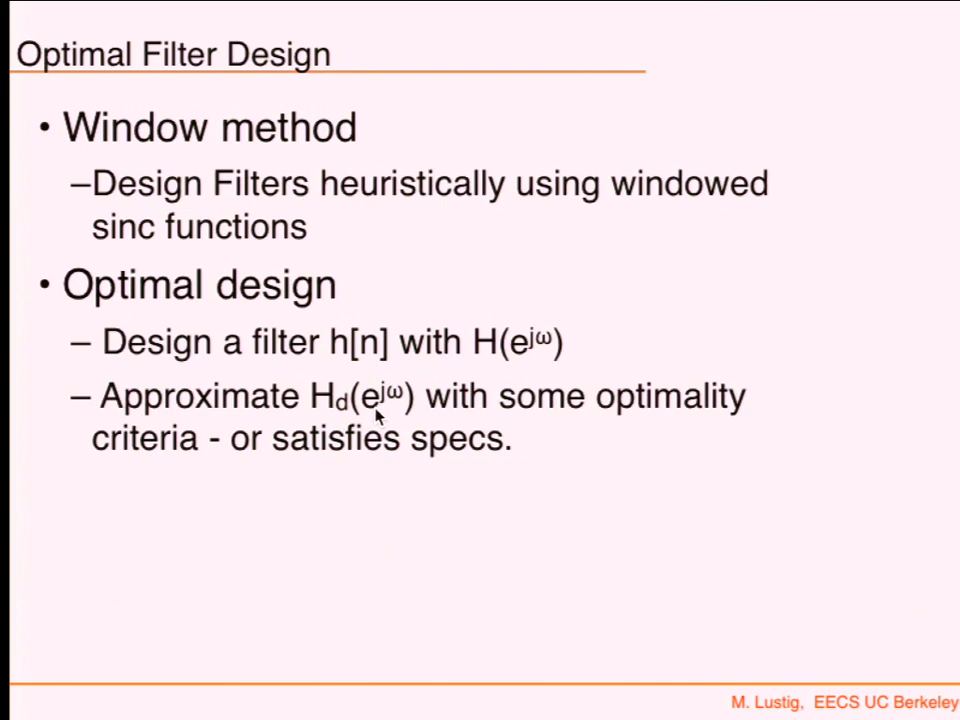 Optimal Filter Design
• Window method
–Design Filters heuristically using windowed
sinc functions
• Optimal design
– Design a filter h[n] with H(e^jω)
– Approximate H_d(e^jω) with some optimality
criteria - or satisfies specs.
M. Lustig, EECS UC Berkeley